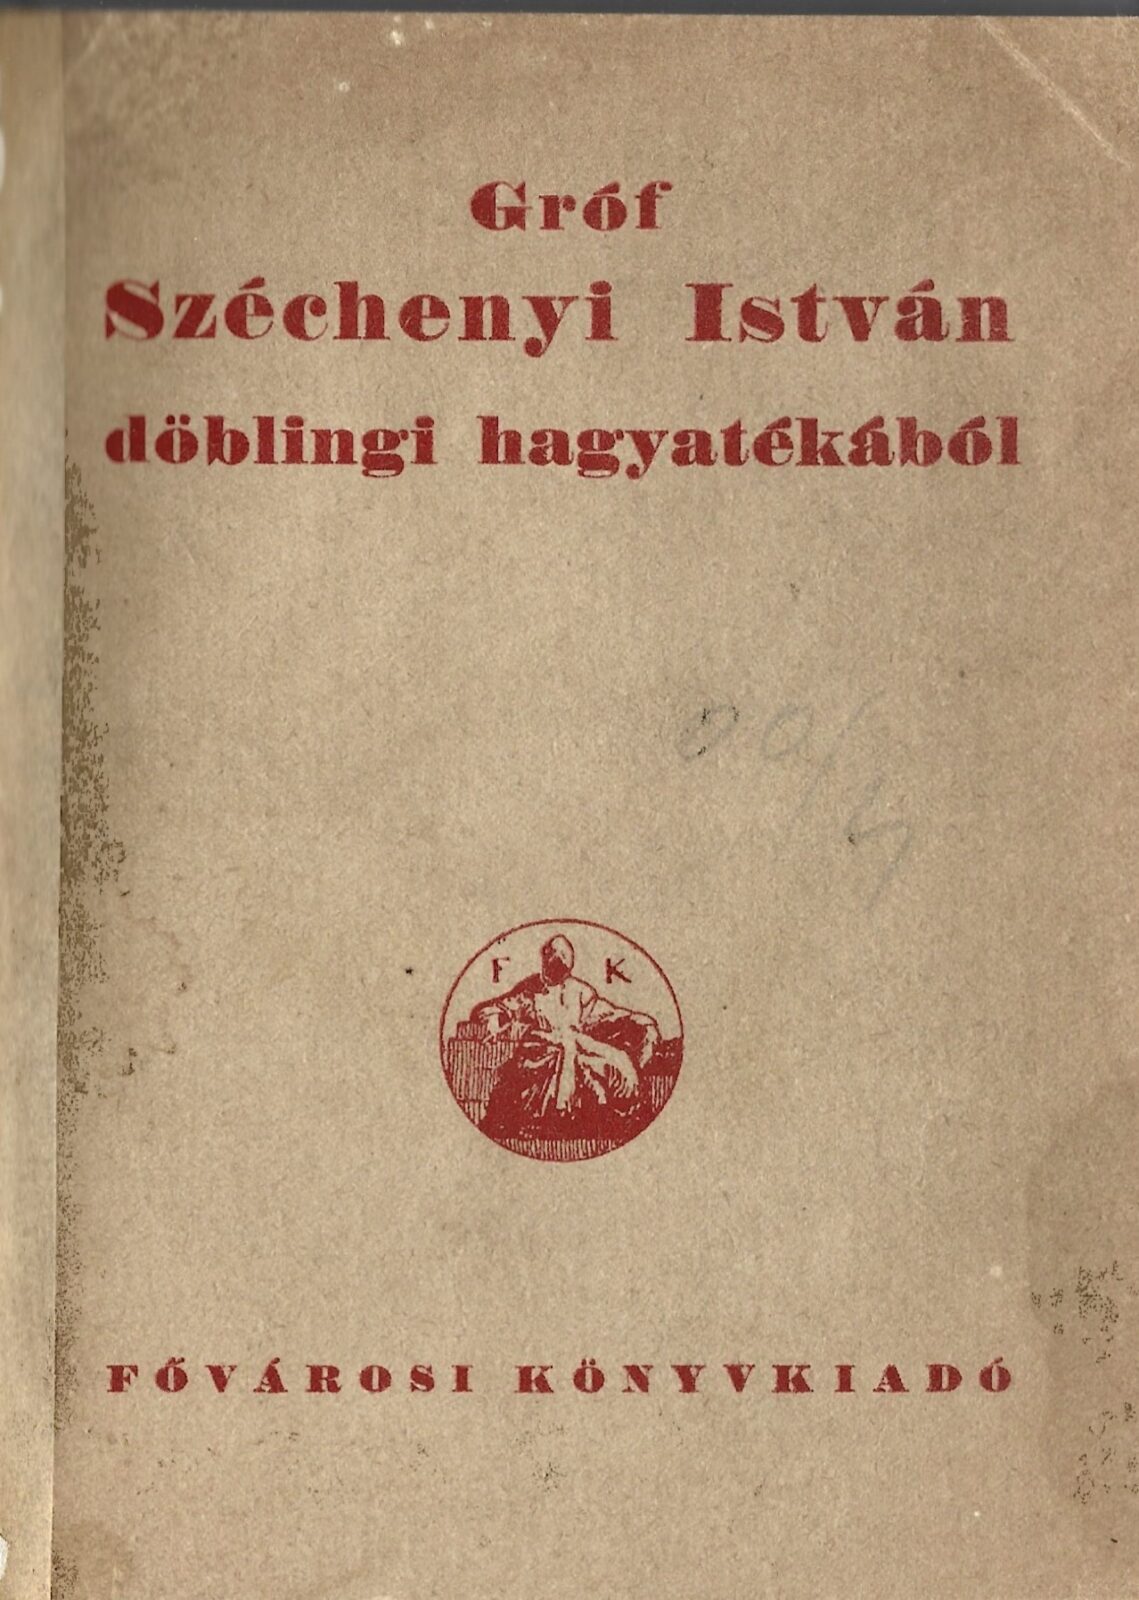 Gróf
Széchenyi István
döblingi hagyatékából
F K
FŐVÁROSI KÖNYVKIADÓ